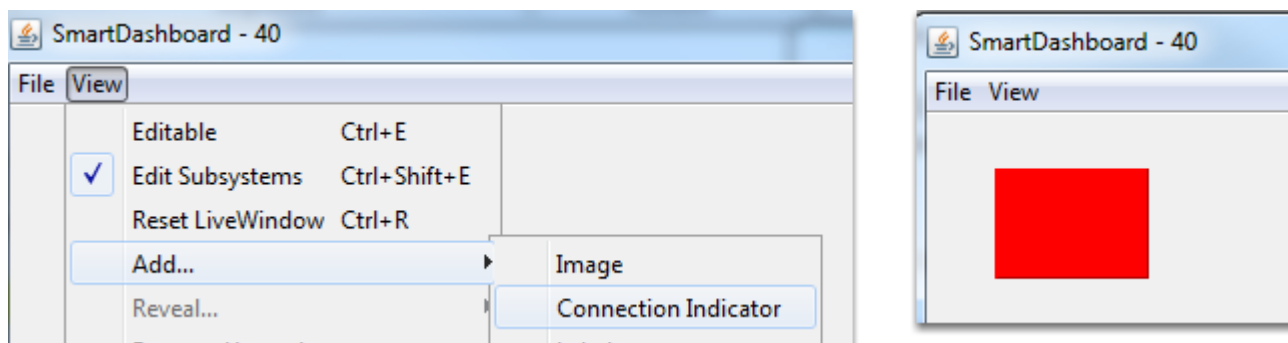 SmartDashboard - 40
File View
Editable Ctrl+E
Edit Subsystems Ctrl+Shift+E
Reset LiveWindow Ctrl+R
Add...
Reveal...
Image
Connection Indicator
SmartDashboard - 40
File View